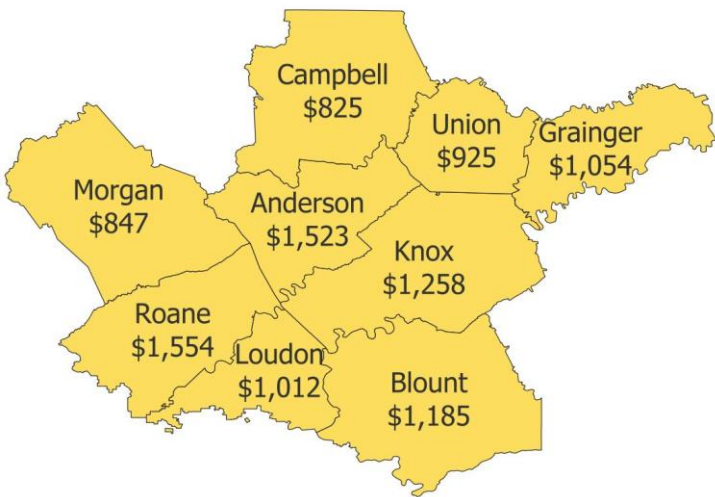 Campbell
$825
Union
$925
Grainger
$1,054
Morgan
$847
Anderson
$1,523
Knox
$1,258
Roane
$1,554
Loudon
$1,012
Blount
$1,185